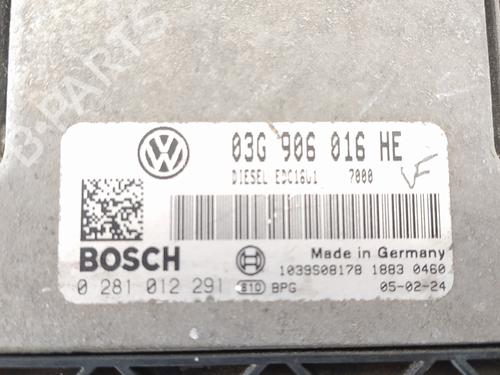 B-PARTS
03G 906 016 HE
DIESEL EDC16U1 7000
VF
BOSCH
Made in Germany
1039S08178 1883 0460
0 281 012 291 810 BPG
05-02-24